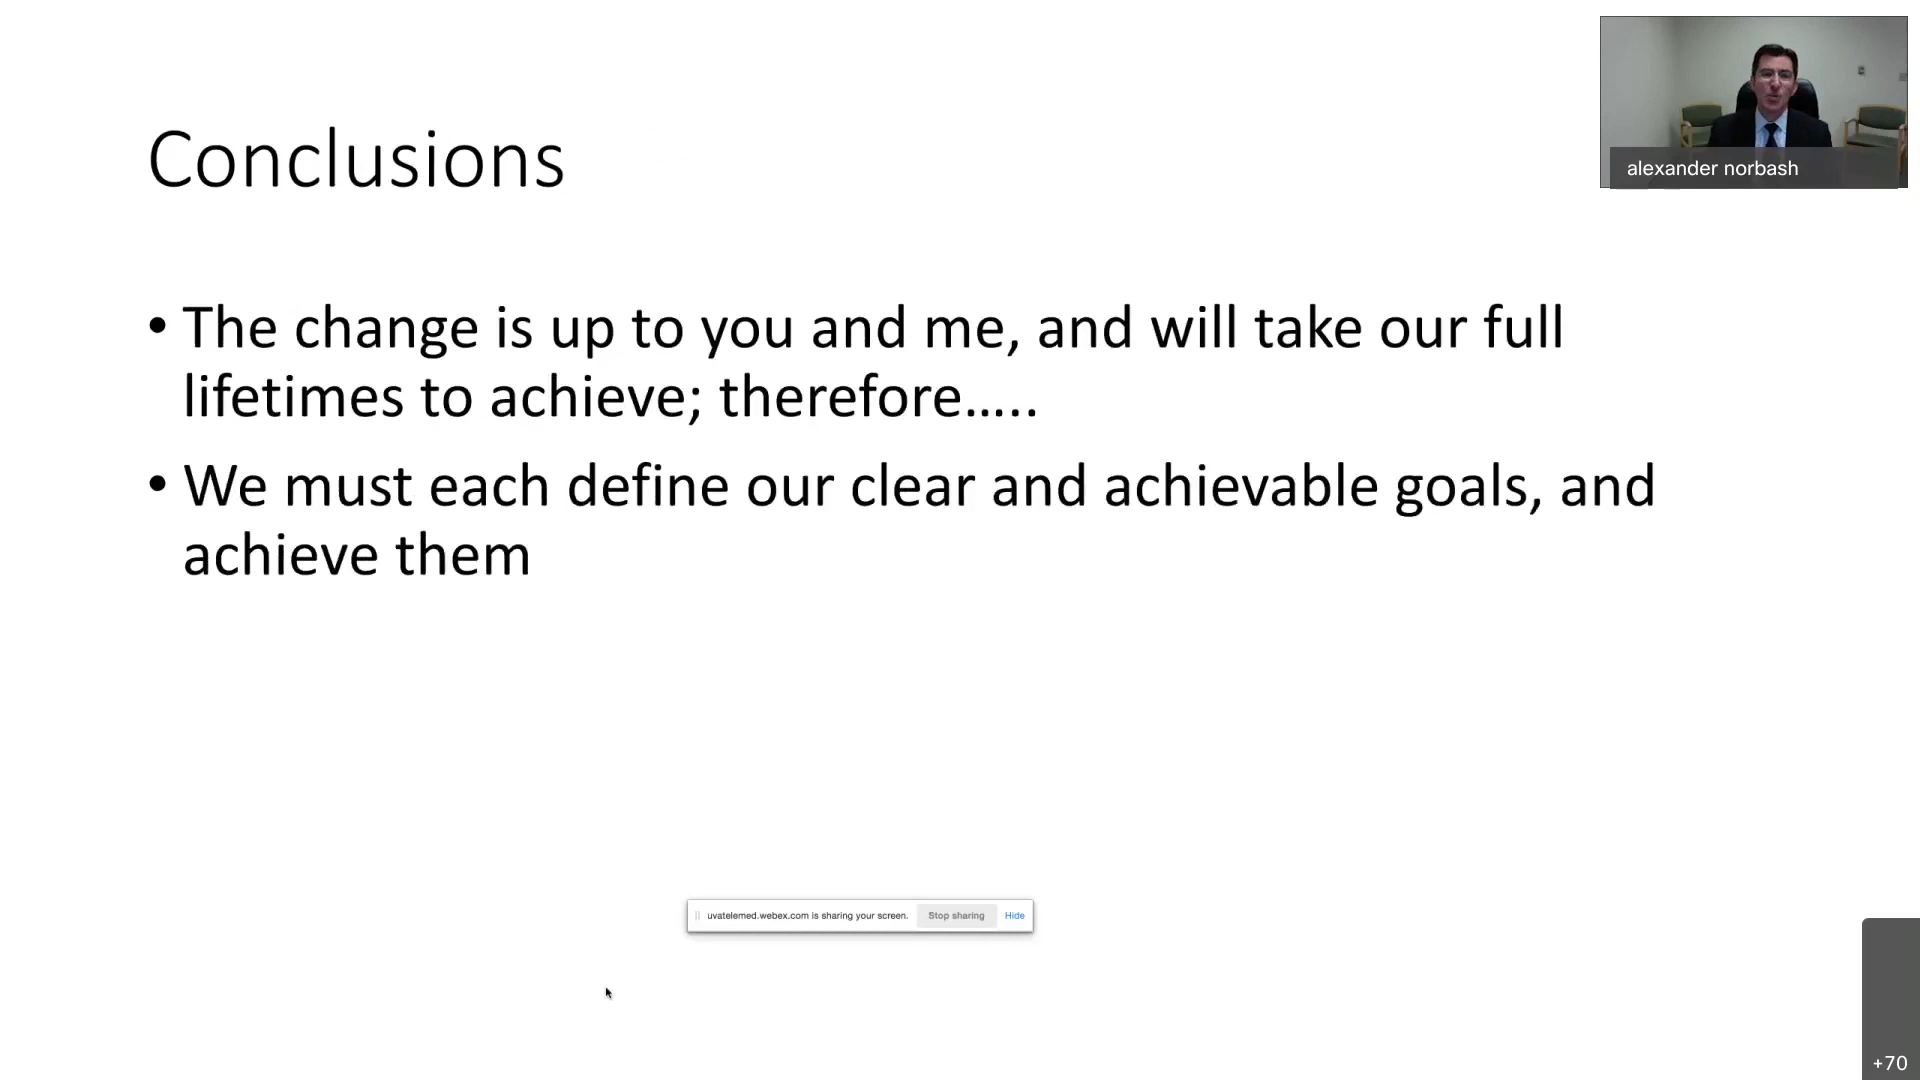 alexander norbash
Conclusions
• The change is up to you and me, and will take our full
lifetimes to achieve; therefore…..
• We must each define our clear and achievable goals, and
achieve them
uvatelemed.webex.com is sharing your screen. Stop sharing Hide
+70